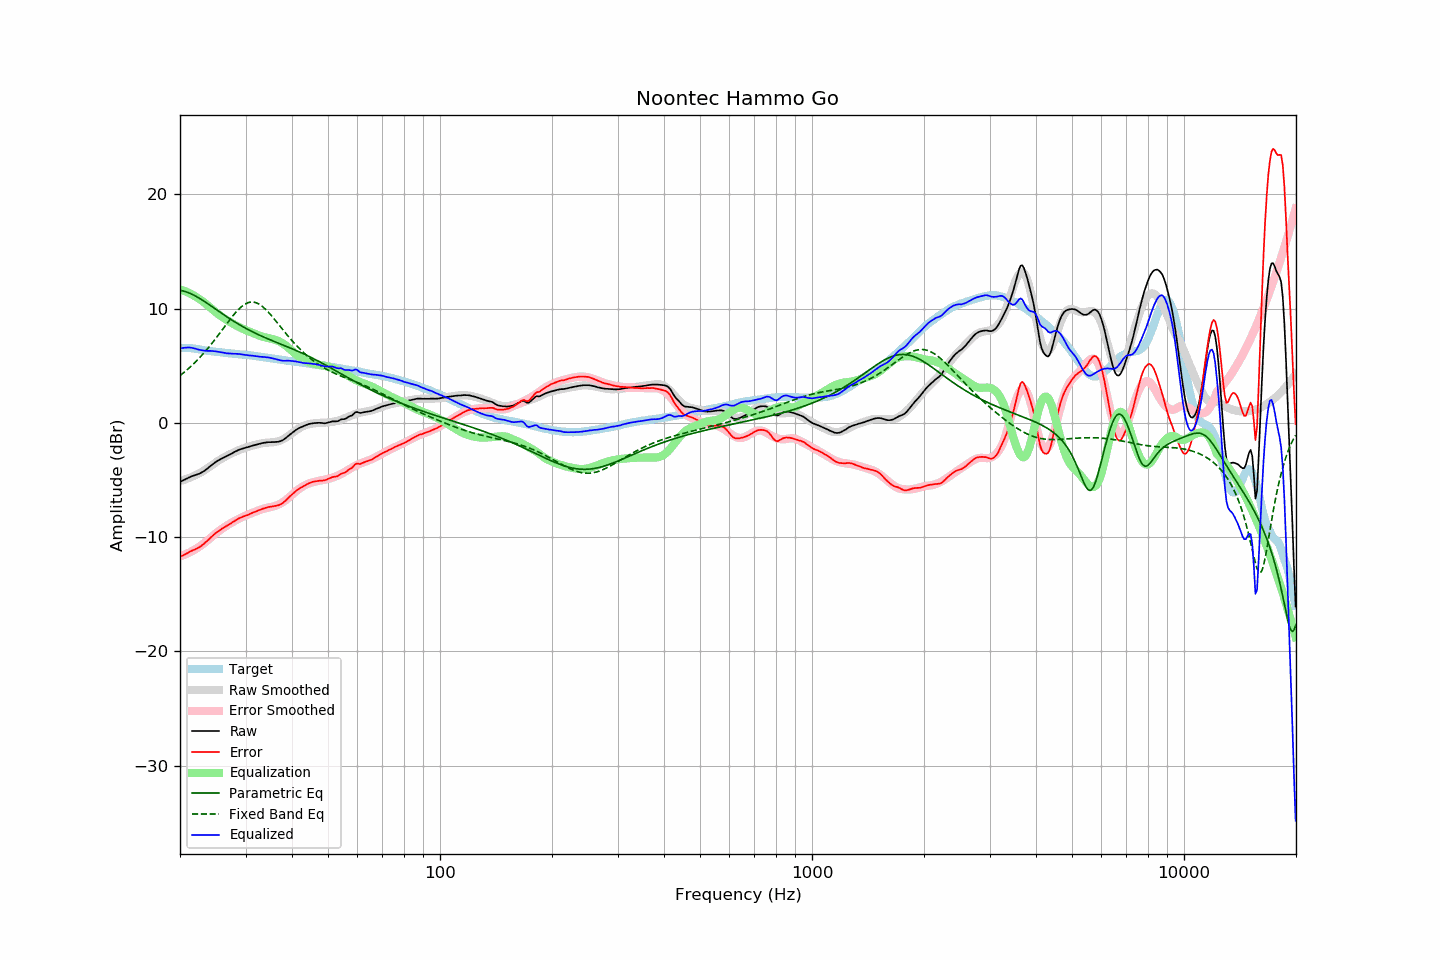 Noontec Hammo Go
Amplitude (dBr)
20
10
0
−10
−20
−30
Target
Raw Smoothed
Error Smoothed
Raw
Error
Equalization
Parametric Eq
Fixed Band Eq
Equalized
100
1000
10000
Frequency (Hz)